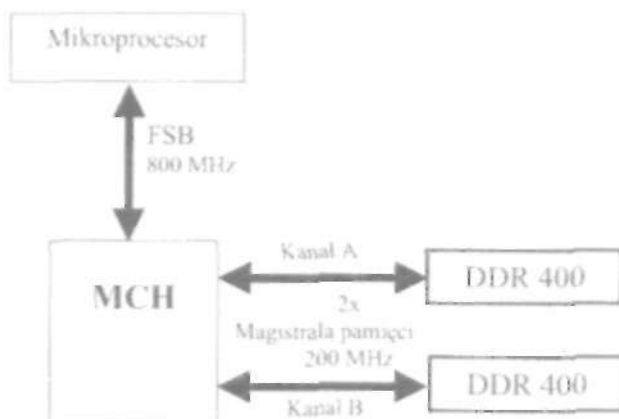 Mikroprocesor
FSB
800 MHz
MCH
Kanał A
DDR 400
2x
Magistrala pamięci
200 MHz
Kanał B
DDR 400